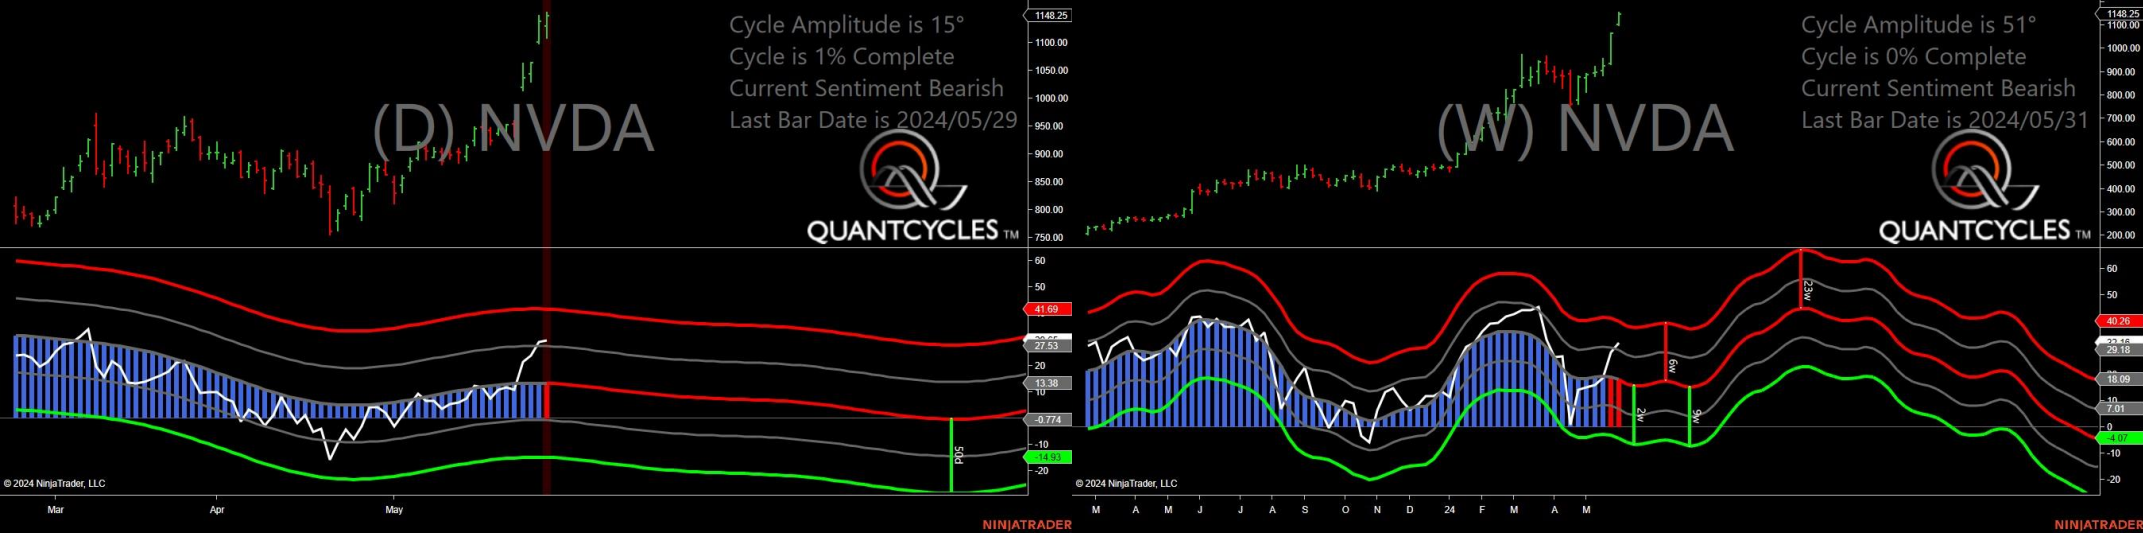 Cycle Amplitude is 15°
Cycle is 1% Complete
Current Sentiment Bearish
Last Bar Date is 2024/05/29
(D) NVDA
QUANTCYCLES TM
1148.25
1100.00
1050.00
1000.00
950.00
900.00
850.00
800.00
750.00
60
50
41.69
27.53
20
13.38
10
-0.774
-10
-14.93
-20
50d
© 2024 NinjaTrader, LLC
Mar Apr May
NINJATRADER
Cycle Amplitude is 51°
Cycle is 0% Complete
Current Sentiment Bearish
Last Bar Date is 2024/05/31
(W) NVDA
QUANTCYCLES TM
1148.25
1100.00
1000.00
900.00
800.00
700.00
600.00
500.00
400.00
300.00
200.00
60
50
40.26
29.18
18.09
7.01
0
-4.07
-10
-20
23w
6w
2w
9w
© 2024 NinjaTrader, LLC
M A M J J A S O N D 24 F M A M
NINJATRADER